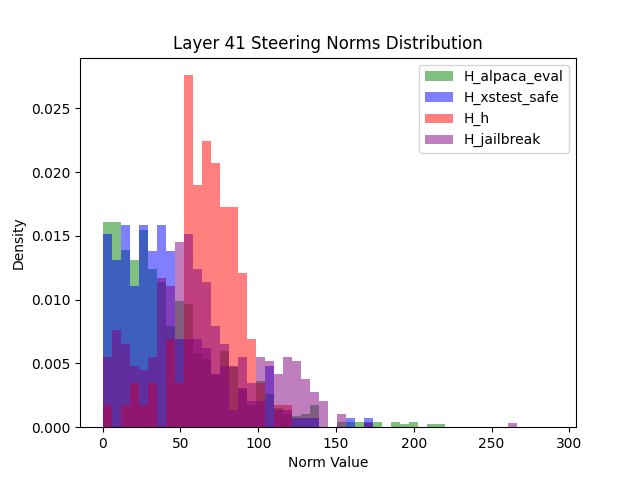 Layer 41 Steering Norms Distribution
H_alpaca_eval
H_xstest_safe
H_h
H_jailbreak
Density
0.025
0.020
0.015
0.010
0.005
0.000
0
50
100
150
200
250
300
Norm Value